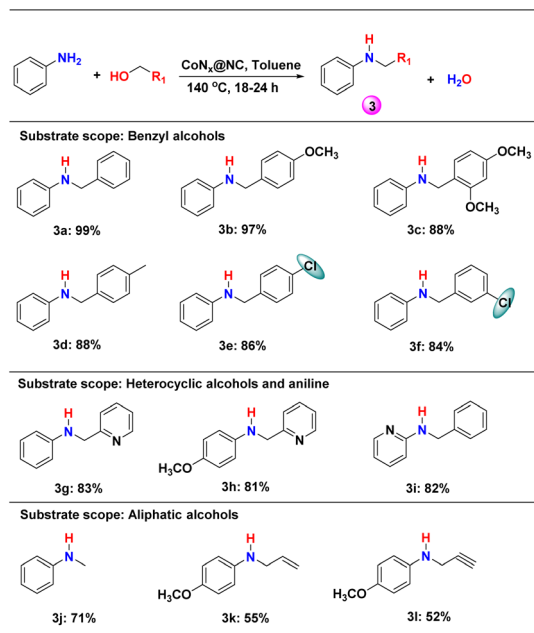 NH2
+
HO
R1
CoNx@NC, Toluene
140 °C, 18-24 h
H
N
R1
+
H2O
3
Substrate scope: Benzyl alcohols
H
N
3a: 99%
H
N
OCH3
3b: 97%
H
N
OCH3
OCH3
3c: 88%
H
N
3d: 88%
H
N
Cl
3e: 86%
H
N
Cl
3f: 84%
Substrate scope: Heterocyclic alcohols and aniline
H
N
N
3g: 83%
H
N
N
H3CO
3h: 81%
H
N
N
3i: 82%
Substrate scope: Aliphatic alcohols
H
N
3j: 71%
H
N
H3CO
3k: 55%
H
N
H3CO
3l: 52%